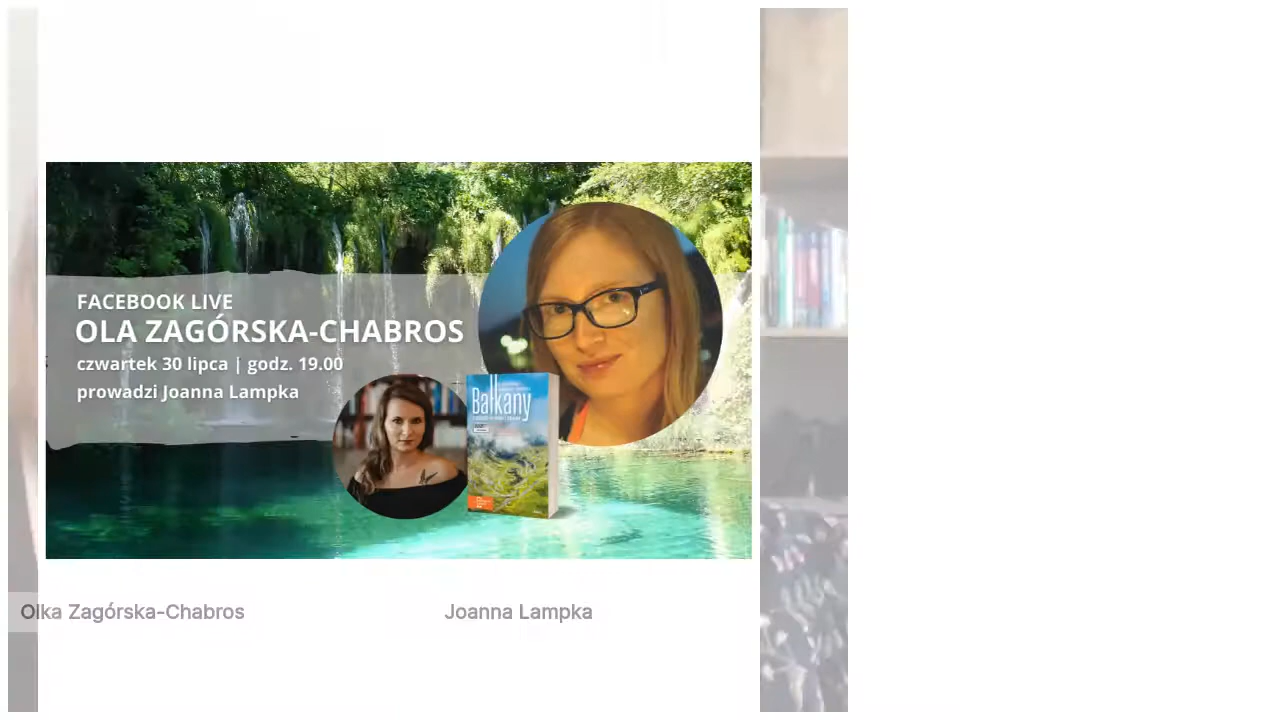 FACEBOOK LIVE
OLA ZAGÓRSKA-CHABROS
czwartek 30 lipca | godz. 19.00
prowadzi Joanna Lampka
Bałkany
Olka Zagórska-Chabros
Joanna Lampka